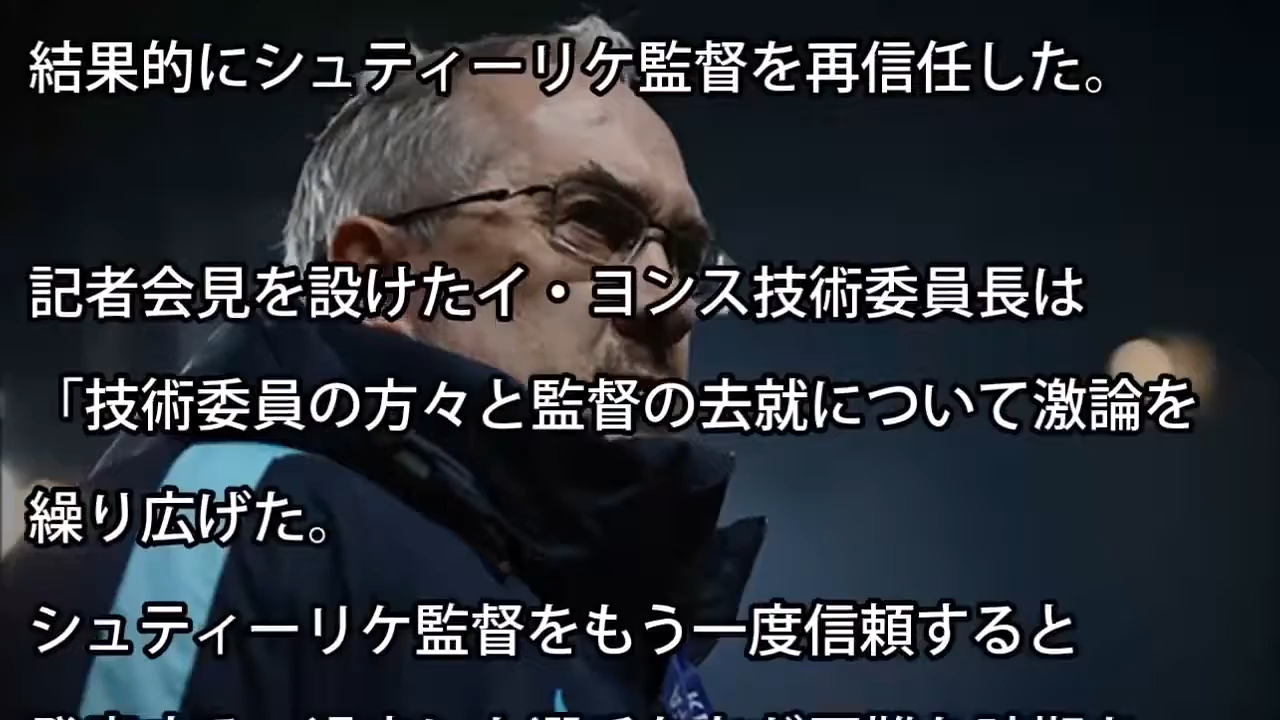 結果的にシュティーリケ監督を再信任した。
記者会見を設けたイ・ヨンス技術委員長は
「技術委員の方々と監督の去就について激論を
繰り広げた。
シュティーリケ監督をもう一度信頼すると